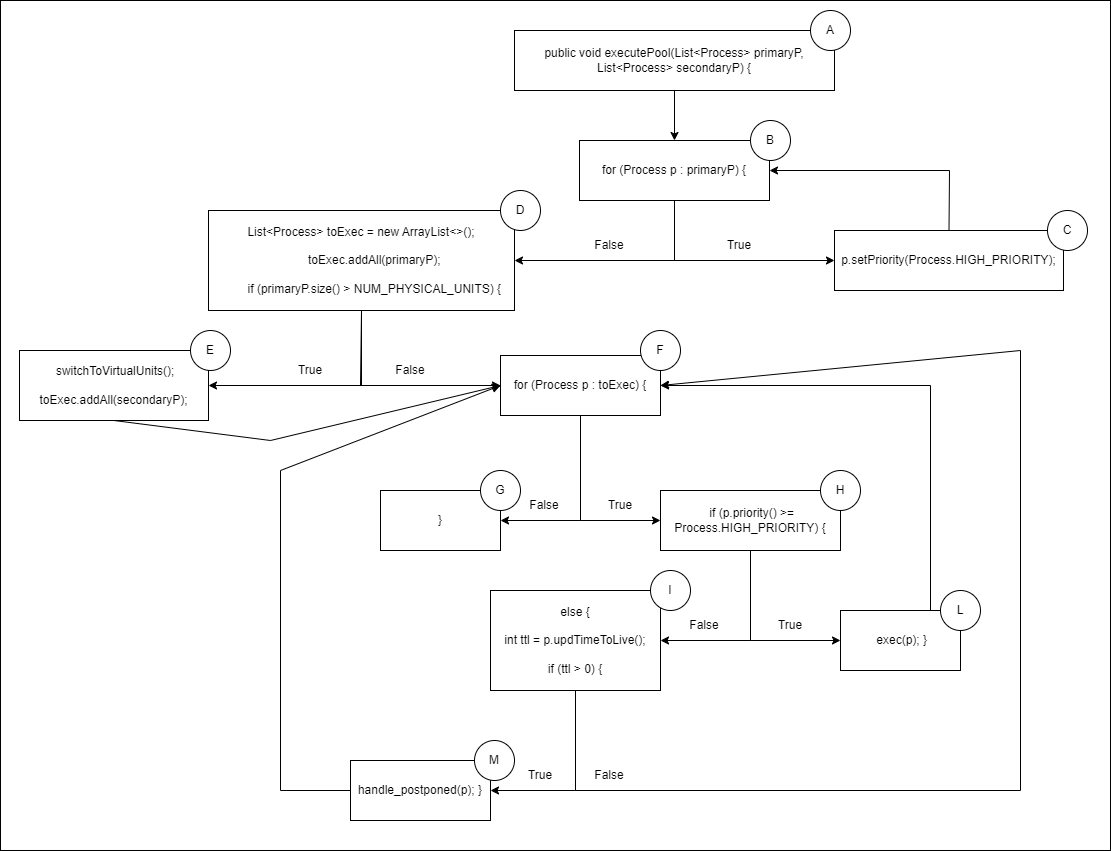 A
public void executePool(List<Process> primaryP,
List<Process> secondaryP) {
B
for (Process p : primaryP) {
D
List<Process> toExec = new ArrayList<>();
toExec.addAll(primaryP);
if (primaryP.size() > NUM_PHYSICAL_UNITS) {
False
True
C
p.setPriority(Process.HIGH_PRIORITY);
E
switchToVirtualUnits();
toExec.addAll(secondaryP);
True
False
F
for (Process p : toExec) {
G
}
False
True
H
if (p.priority() >=
Process.HIGH_PRIORITY) {
I
else {
int ttl = p.updTimeToLive();
if (ttl > 0) {
False
True
L
exec(p); }
M
handle_postponed(p); }
True
False